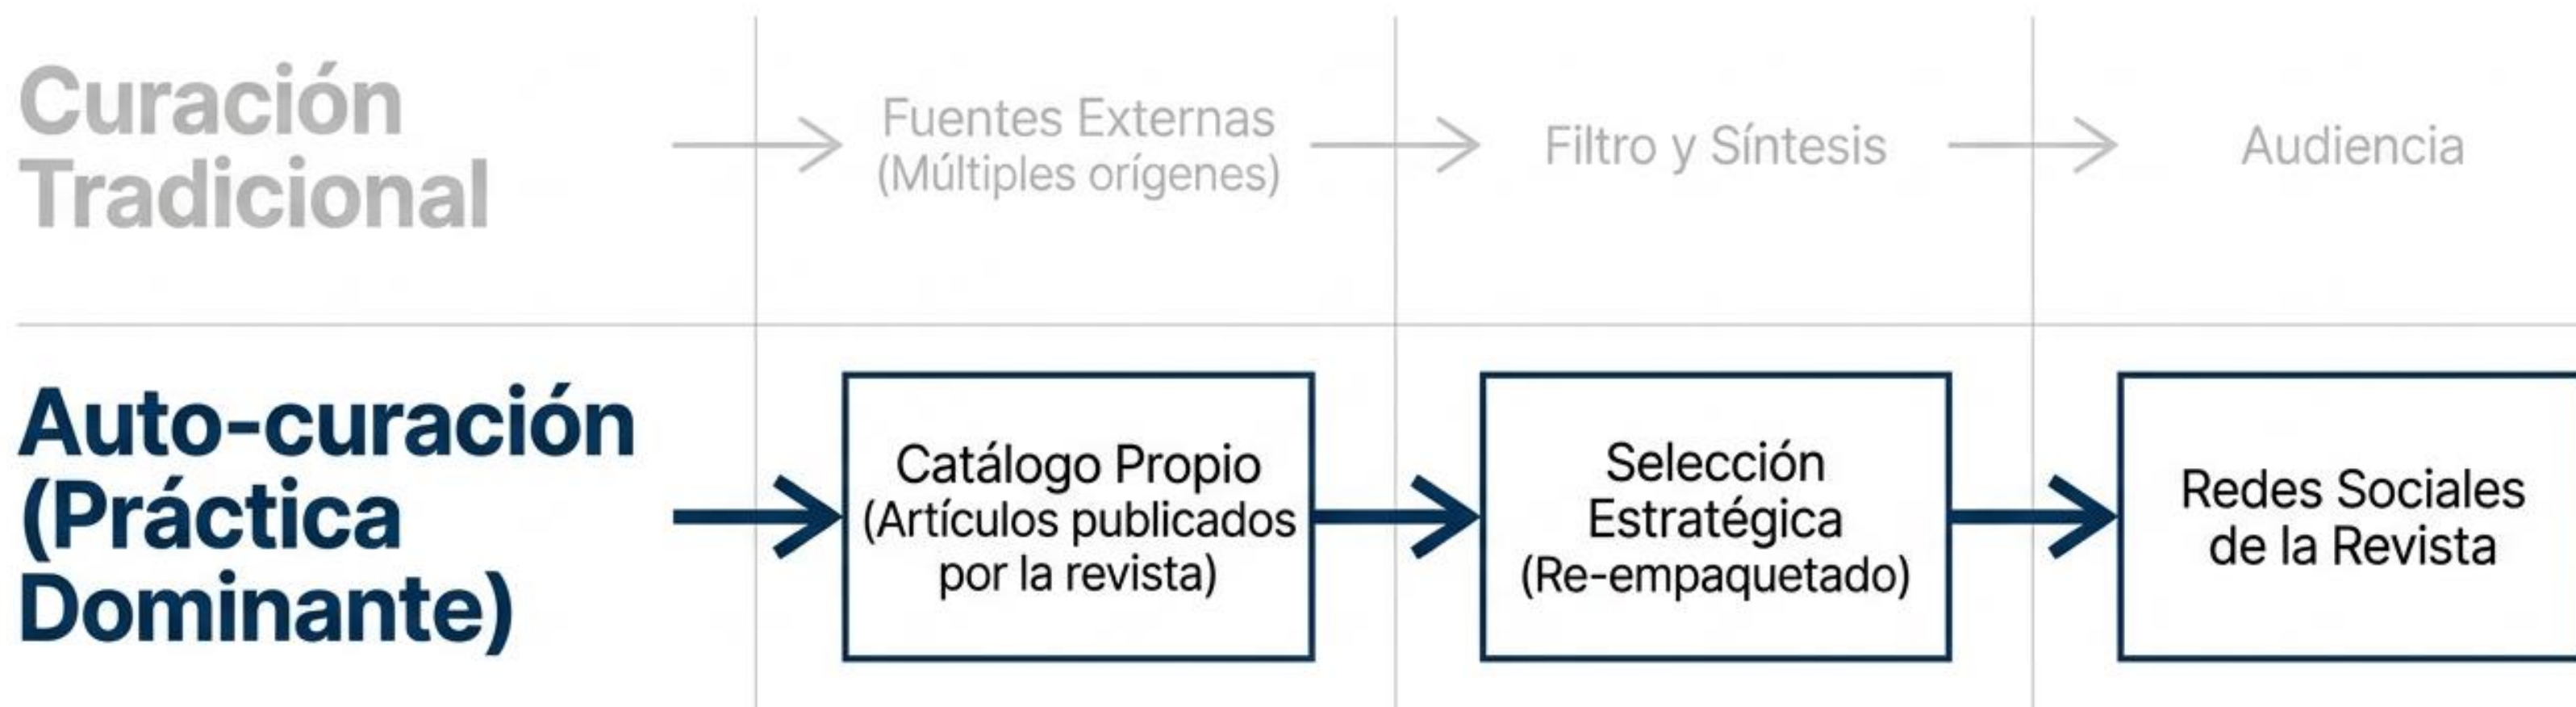 Curación
Tradicional
Fuentes Externas
(Múltiples orígenes)
Filtro y Síntesis
Audiencia
Auto-curación
(Práctica
Dominante)
Catálogo Propio
(Artículos publicados
por la revista)
Selección
Estratégica
(Re-empaquetado)
Redes Sociales
de la Revista